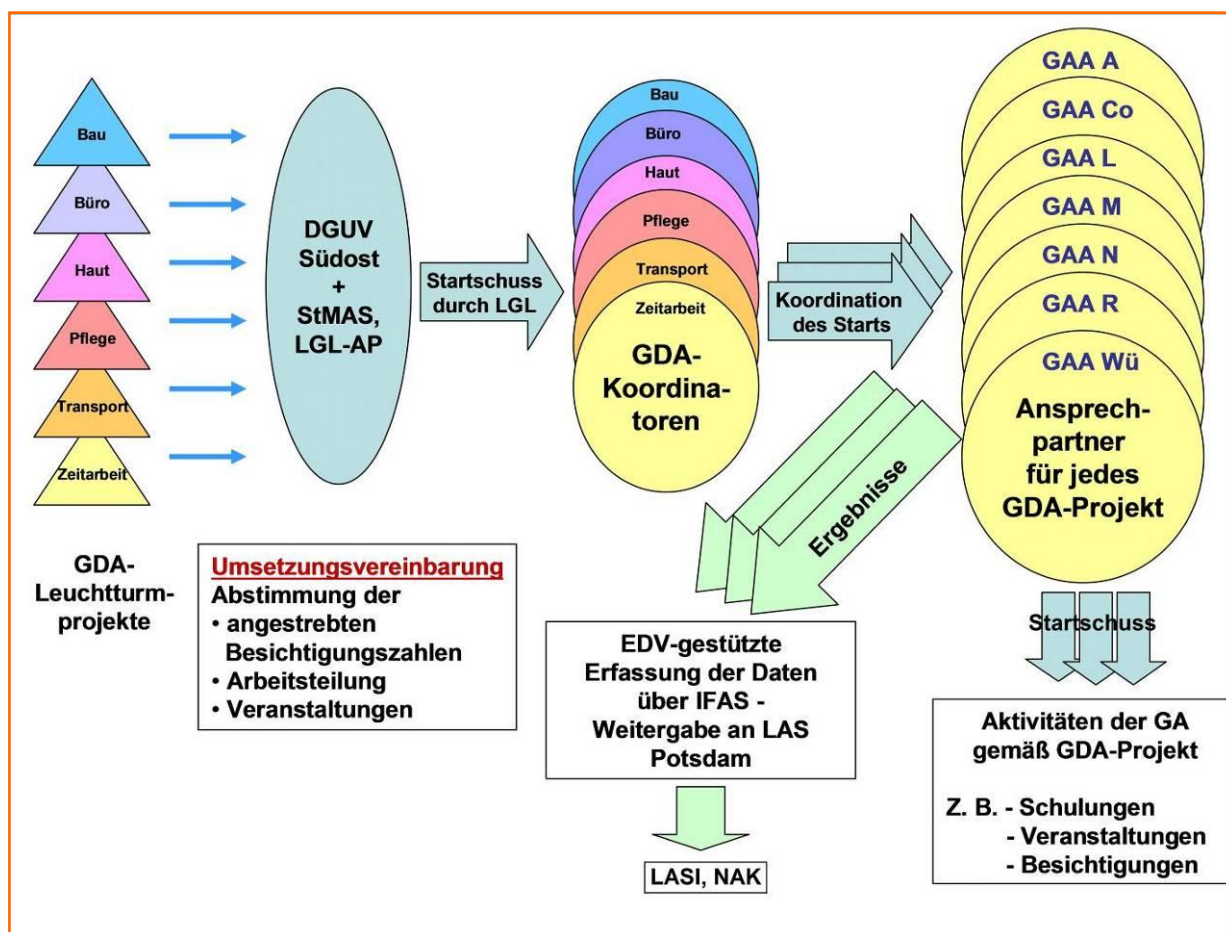 Bau
Büro
Haut
Pflege
Transport
Zeitarbeit
GDA-
Leuchtturm-
projekte
DGUV
Südost
+
StMAS,
LGL-AP
Umsetzungsvereinbarung
Abstimmung der
• angestrebten
Besichtigungszahlen
• Arbeitsteilung
• Veranstaltungen
Startschuss
durch LGL
Bau
Büro
Haut
Pflege
Transport
Zeitarbeit
GDA-
Koordina-
toren
Koordination
des Starts
GAA A
GAA Co
GAA L
GAA M
GAA N
GAA R
GAA Wü
Ansprech-
partner
für jedes
GDA-Projekt
Ergebnisse
EDV-gestützte
Erfassung der Daten
über IFAS -
Weitergabe an LAS
Potsdam
LASI, NAK
Startschuss
Aktivitäten der GA
gemäß GDA-Projekt
Z. B. - Schulungen
- Veranstaltungen
- Besichtigungen